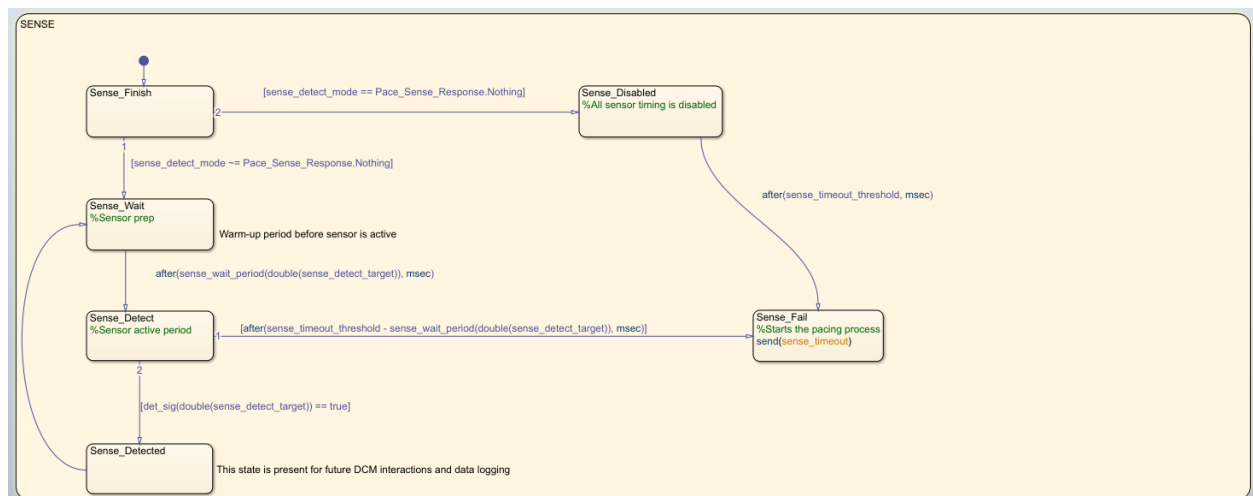 SENSE
Sense_Finish
2
[sense_detect_mode == Pace_Sense_Response.Nothing]
Sense_Disabled
%All sensor timing is disabled
1
[sense_detect_mode ~= Pace_Sense_Response.Nothing]
after(sense_timeout_threshold, msec)
Sense_Wait
%Sensor prep
Warm-up period before sensor is active
after(sense_wait_period(double(sense_detect_target)), msec)
Sense_Detect
%Sensor active period
1
[after(sense_timeout_threshold - sense_wait_period(double(sense_detect_target)), msec)]
Sense_Fail
%Starts the pacing process
send(sense_timeout)
2
[det_sig(double(sense_detect_target)) == true]
Sense_Detected
This state is present for future DCM interactions and data logging